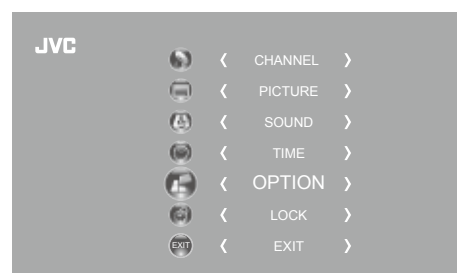 JVC
CHANNEL
PICTURE
SOUND
TIME
OPTION
LOCK
EXIT EXIT